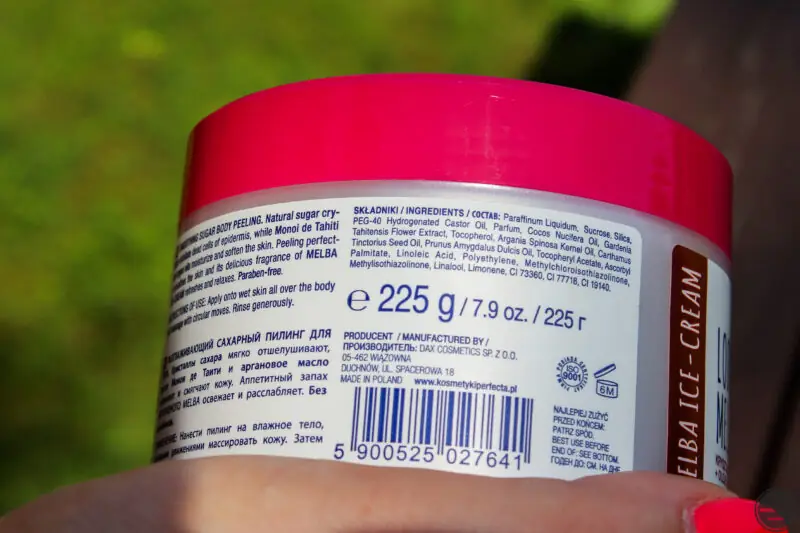 SUGAR BODY PEELING. Natural sugar cry-
dead cells of epidermis, while Monoi de Tahiti
moisturize and soften the skin. Peeling perfect-
the skin and its delicious fragrance of MELBA
refreshes and relaxes. Paraben-free.
OF USE: Apply onto wet skin all over the body
with circular moves. Rinse generously.
САХАРНЫЙ ПИЛИНГ ДЛЯ
сахара мягко отшелушивают,
де Таити и аргановое масло
и смягчают кожу. Аппетитный запах
освежает и расслабляет. Без
Нанести пилинг на влажное тело,
движениями массировать кожу. Затем
SKŁADNIKI / INGREDIENTS / СОСТАВ: Paraffinum Liquidum, Sucrose, Silica,
PEG-40 Hydrogenated Castor Oil, Parfum, Cocos Nucifera Oil, Gardenia
Tahitensis Flower Extract, Tocopherol, Argania Spinosa Kernel Oil, Carthamus
Tinctorius Seed Oil, Prunus Amygdalus Dulcis Oil, Tocopheryl Acetate, Ascorbyl
Palmitate, Linoleic Acid, Polyethylene, Methylchloroisothiazolinone,
Methylisothiazolinone, Linalool, Limonene, CI 73360, CI 77718, CI 19140.
℮ 225 g / 7.9 oz. / 225 г
PRODUCENT / MANUFACTURED BY /
ПРОИЗВОДИТЕЛЬ: DAX COSMETICS SP. Z O.O.
05-462 WIĄZOWNA
DUCHNÓW, UL. SPACEROWA 18
MADE IN POLAND www.kosmetykiperfecta.pl
5 900525 027641
ISO
9001
6M
NAJLEPIEJ ZUŻYĆ
PRZED KOŃCEM:
PATRZ SPÓD.
BEST USE BEFORE
END OF: SEE BOTTOM.
ГОДЕН ДО: СМ. НА ДНЕ
MELBA ICE-CREAM